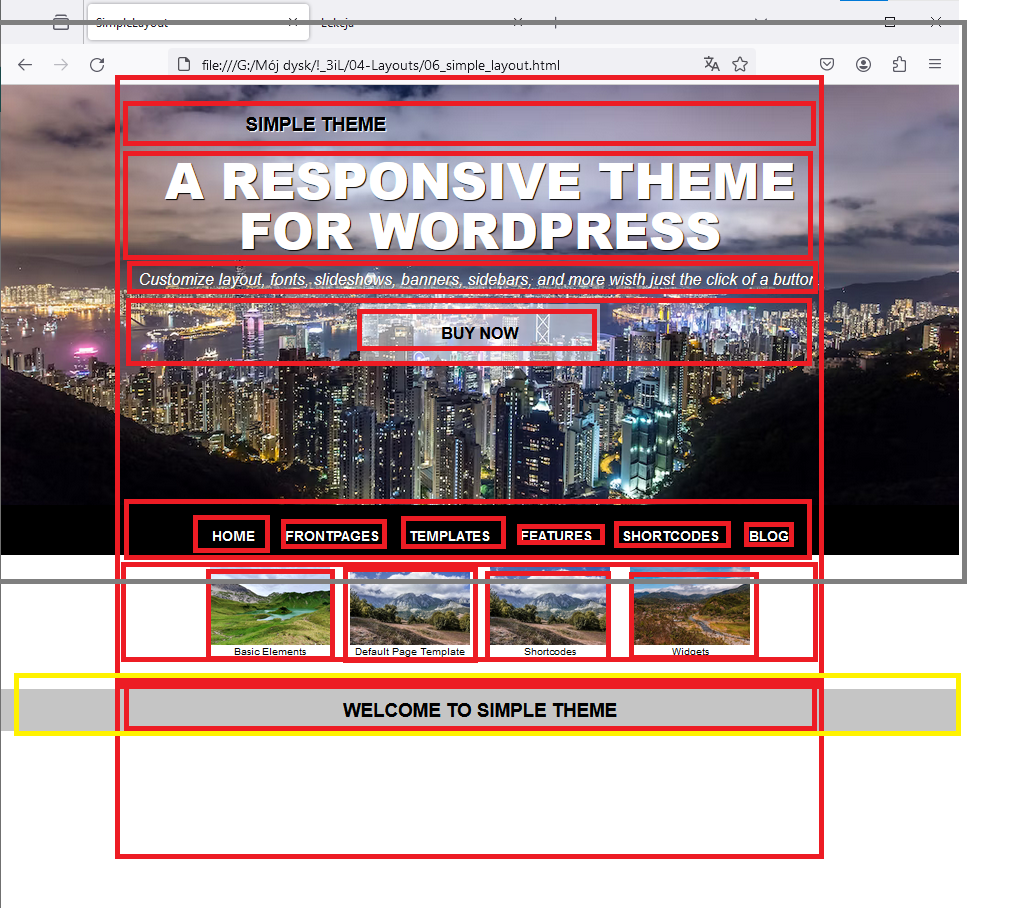 SimpleLayout
Lekcja
file:///G:/Mój dysk/!_3iL/04-Layouts/06_simple_layout.html
SIMPLE THEME
A RESPONSIVE THEME
FOR WORDPRESS
Customize layout, fonts, slideshows, banners, sidebars, and more wisth just the click of a button
BUY NOW
HOME FRONTPAGES TEMPLATES FEATURES SHORTCODES BLOG
Basic Elements Default Page Template Shortcodes Widgets
WELCOME TO SIMPLE THEME